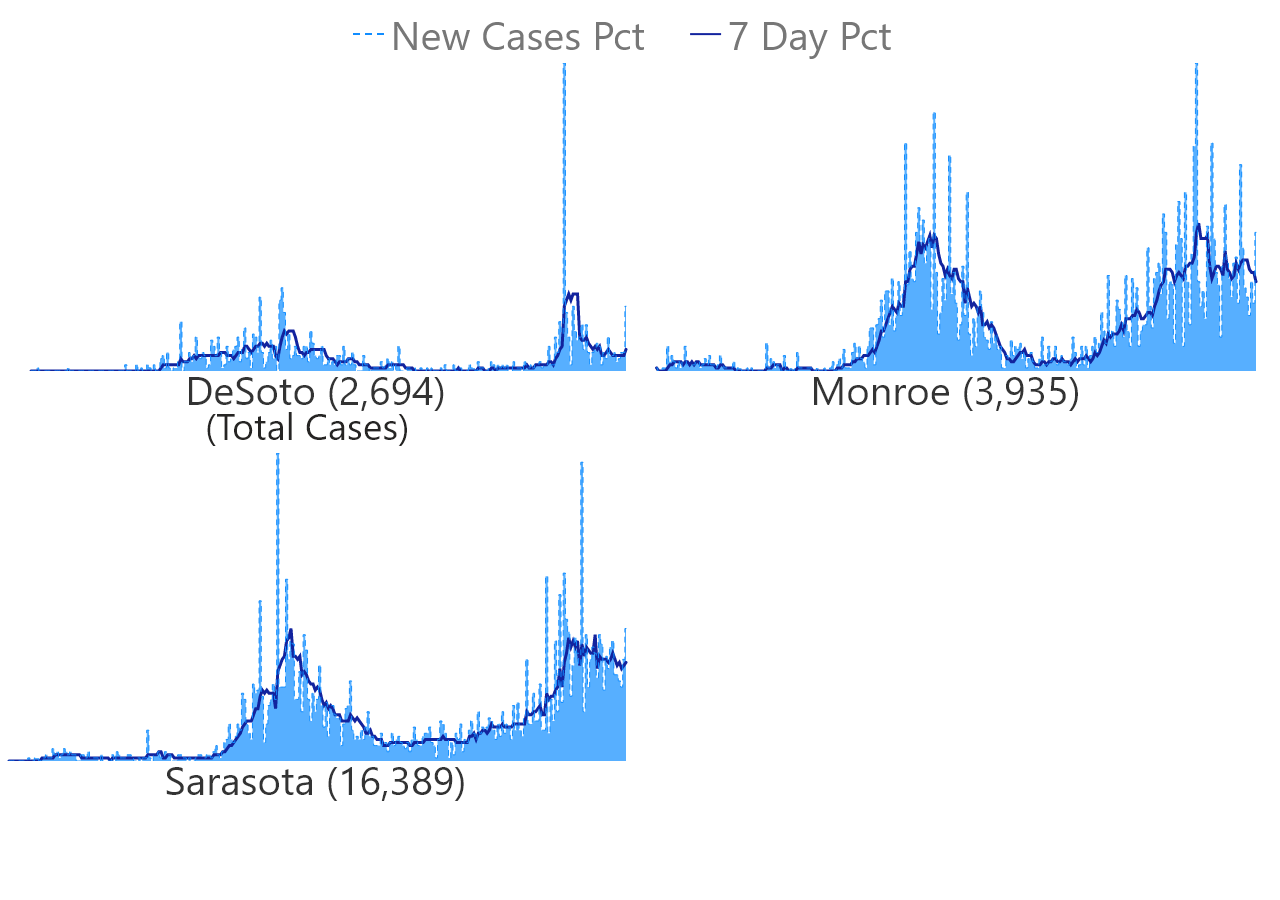 New Cases Pct 7 Day Pct
DeSoto (2,694)
(Total Cases)
Monroe (3,935)
Sarasota (16,389)